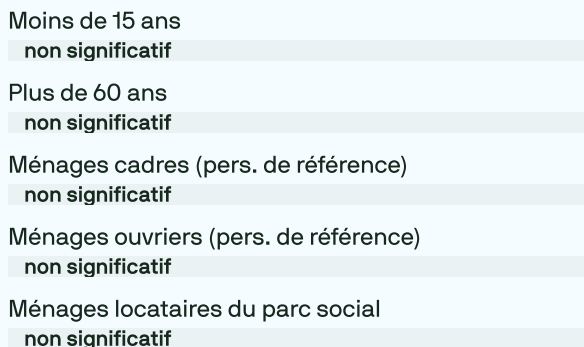 Moins de 15 ans
non significatif
Plus de 60 ans
non significatif
Ménages cadres (pers. de référence)
non significatif
Ménages ouvriers (pers. de référence)
non significatif
Ménages locataires du parc social
non significatif